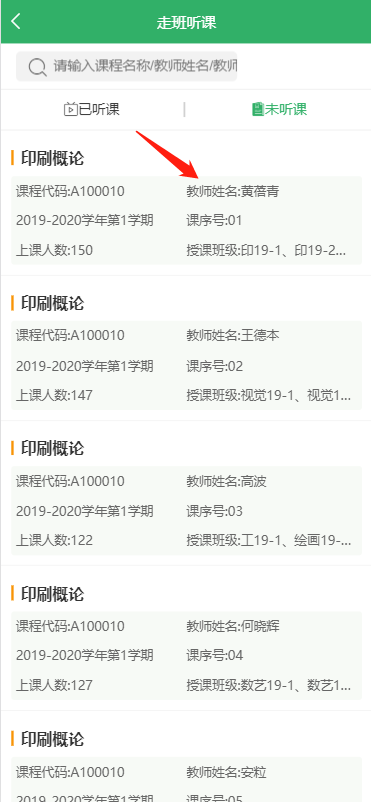 走班听课
请输入课程名称/教师姓名/教师
已听课 | 未听课
印刷概论
课程代码:A100010 教师姓名:黄蓓青
2019-2020学年第1学期 课序号:01
上课人数:150 授课班级:印19-1、印19-2...
印刷概论
课程代码:A100010 教师姓名:王德本
2019-2020学年第1学期 课序号:02
上课人数:147 授课班级:视觉19-1、视觉1...
印刷概论
课程代码:A100010 教师姓名:高波
2019-2020学年第1学期 课序号:03
上课人数:122 授课班级:工19-1、绘画19-...
印刷概论
课程代码:A100010 教师姓名:何晓辉
2019-2020学年第1学期 课序号:04
上课人数:127 授课班级:数艺19-1、数艺1...
印刷概论
课程代码:A100010 教师姓名:安粒
2019-2020学年第1学期 课序号:05